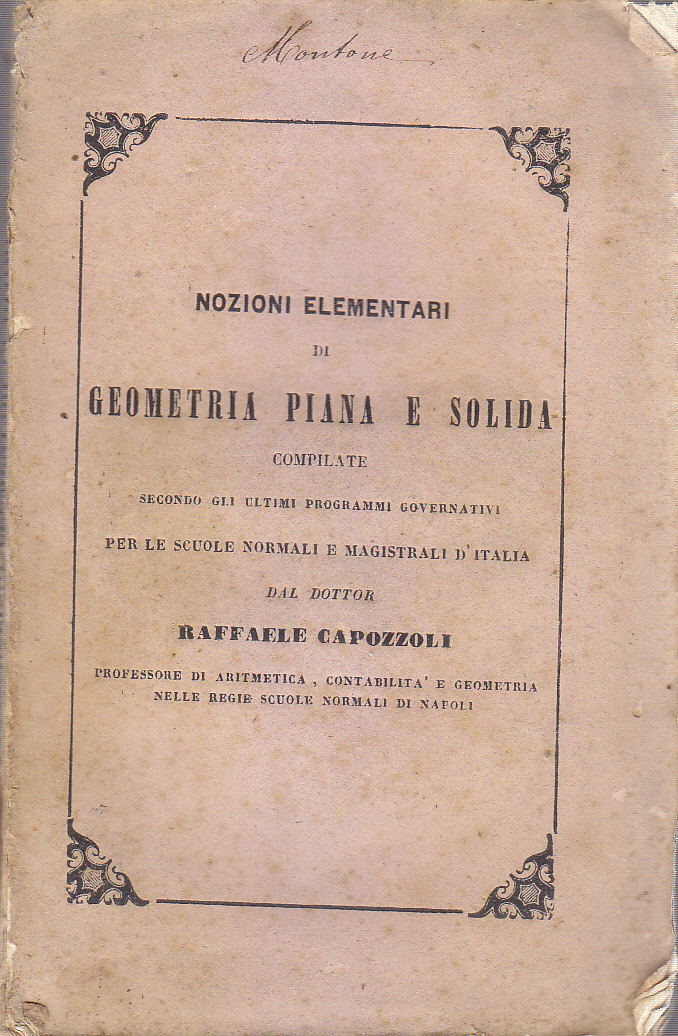 Montone
NOZIONI ELEMENTARI
DI
GEOMETRIA PIANA E SOLIDA
COMPILATE
SECONDO GLI ULTIMI PROGRAMMI GOVERNATIVI
PER LE SCUOLE NORMALI E MAGISTRALI D'ITALIA
DAL DOTTOR
RAFFAELE CAPOZZOLI
PROFESSORE DI ARITMETICA , CONTABILITA' E GEOMETRIA
NELLE REGIE SCUOLE NORMALI DI NAPOLI